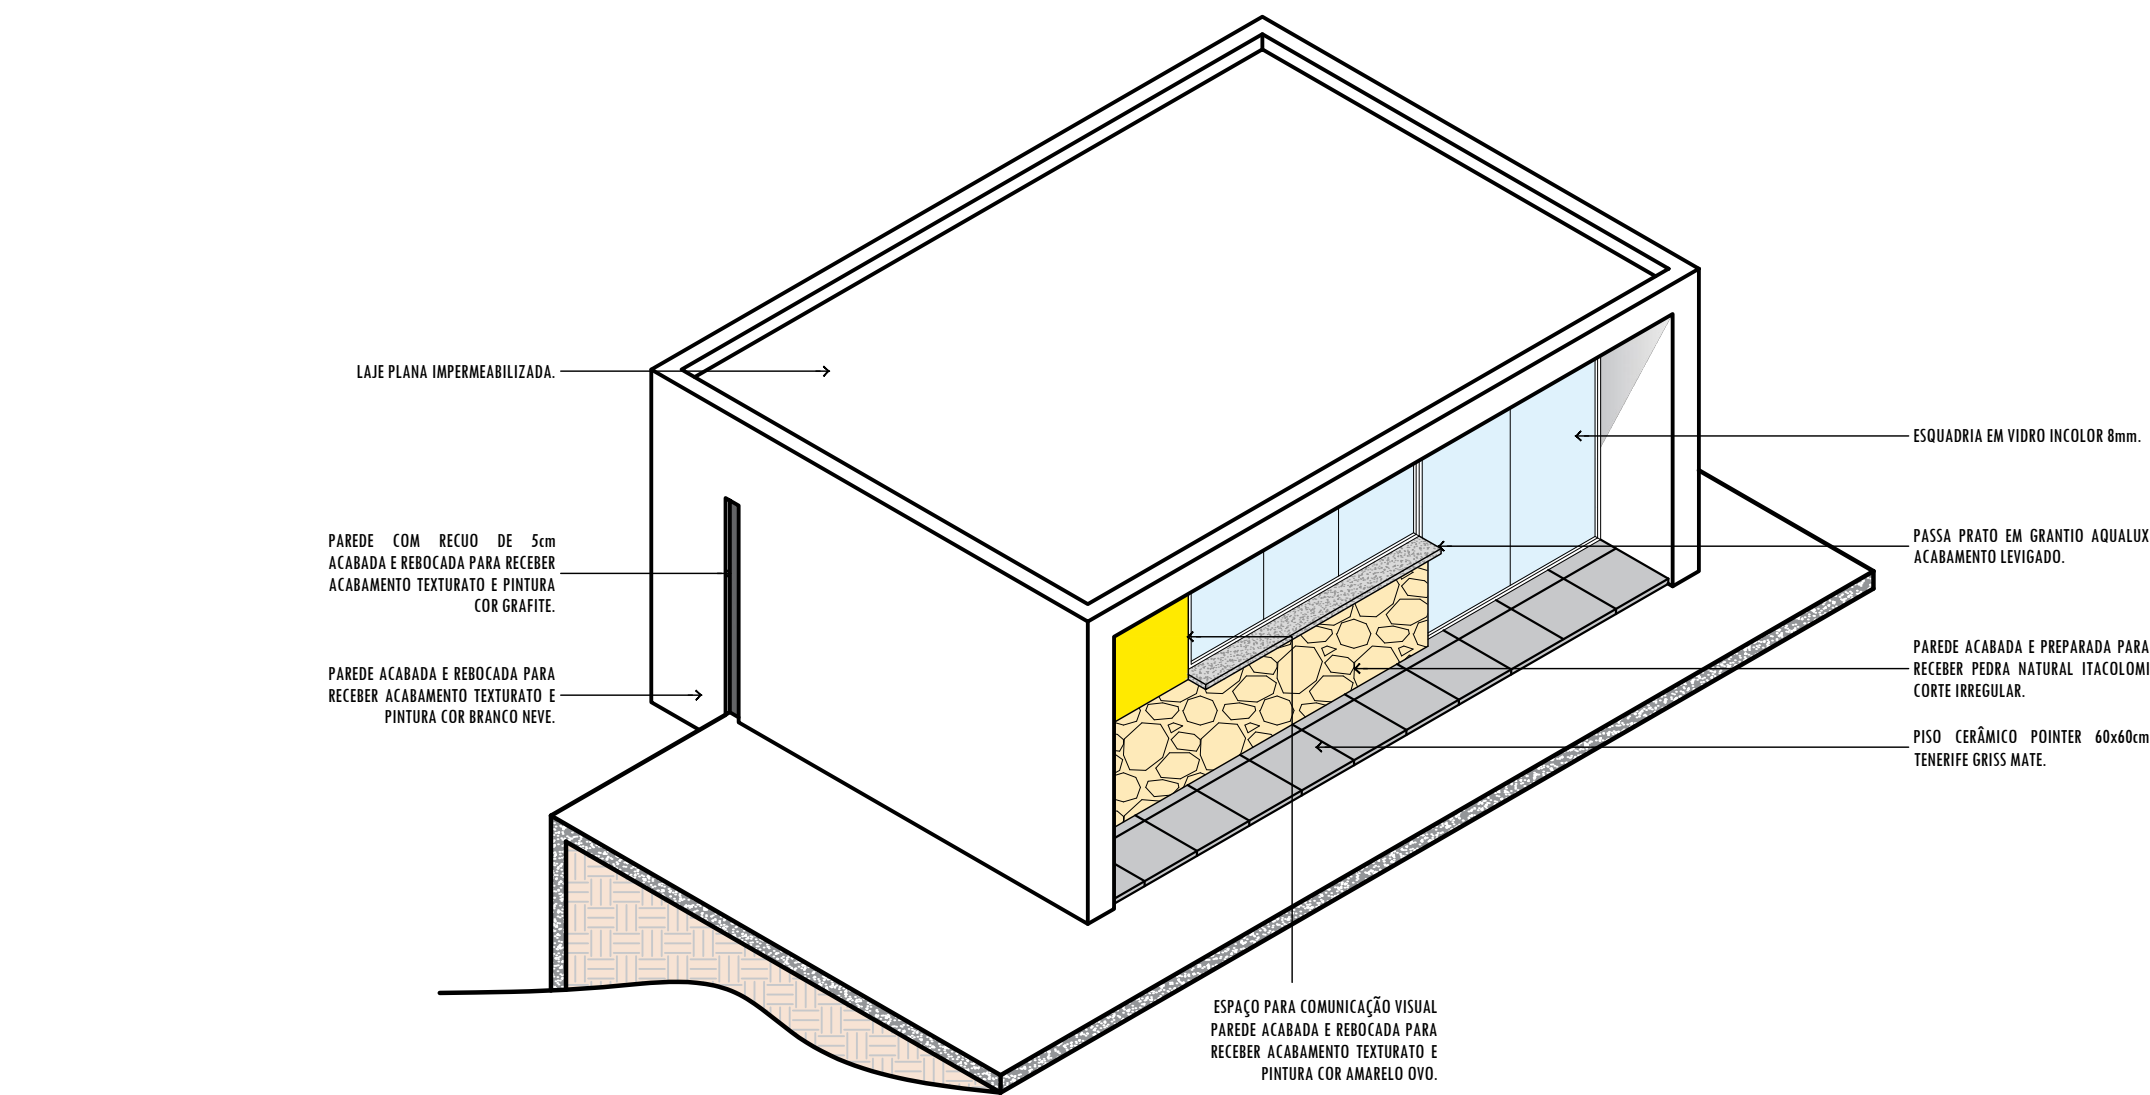 LAJE PLANA IMPERMEABILIZADA.
PAREDE COM RECUO DE 5cm
ACABADA E REBOCADA PARA RECEBER
ACABAMENTO TEXTURATO E PINTURA
COR GRAFITE.
PAREDE ACABADA E REBOCADA PARA
RECEBER ACABAMENTO TEXTURATO E
PINTURA COR BRANCO NEVE.
ESQUADRIA EM VIDRO INCOLOR 8mm.
PASSA PRATO EM GRANTIO AQUALUX
ACABAMENTO LEVIGADO.
PAREDE ACABADA E PREPARADA PARA
RECEBER PEDRA NATURAL ITACOLOMI
CORTE IRREGULAR.
PISO CERÂMICO POINTER 60x60cm
TENERIFE GRISS MATE.
ESPAÇO PARA COMUNICAÇÃO VISUAL
PAREDE ACABADA E REBOCADA PARA
RECEBER ACABAMENTO TEXTURATO E
PINTURA COR AMARELO OVO.